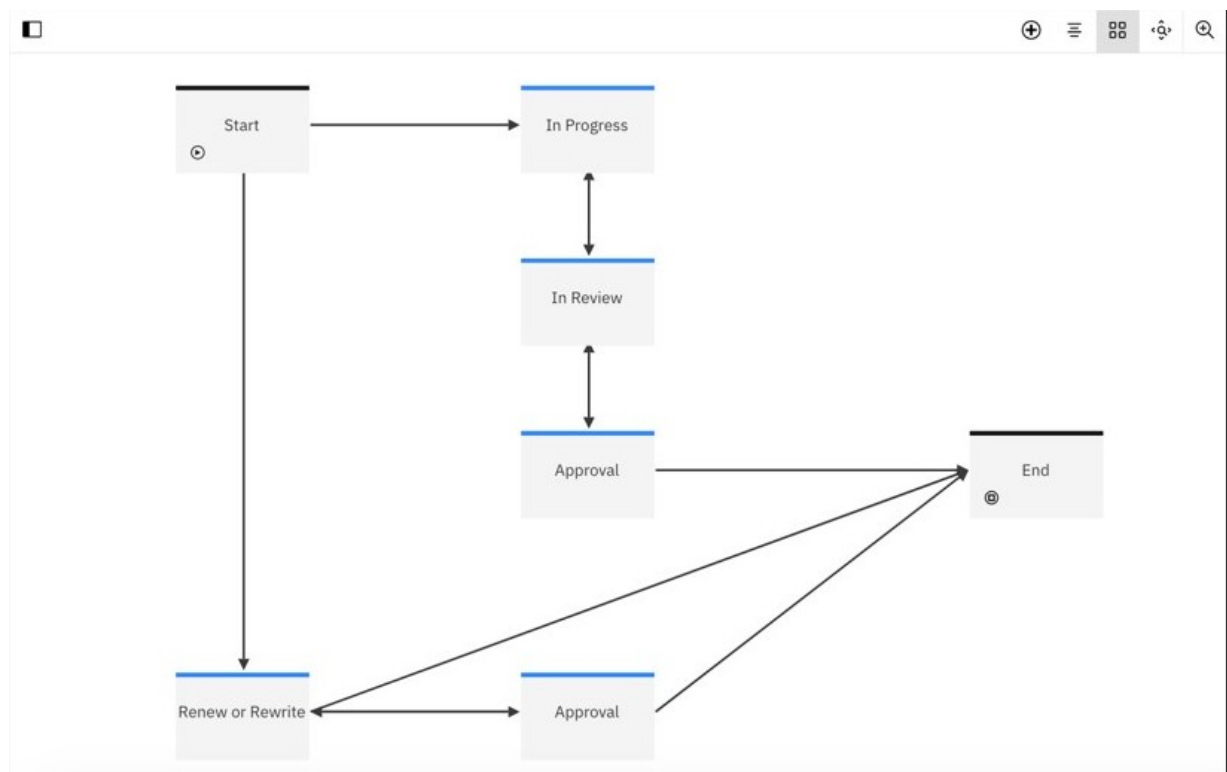 Start
In Progress
In Review
Approval
End
Renew or Rewrite
Approval